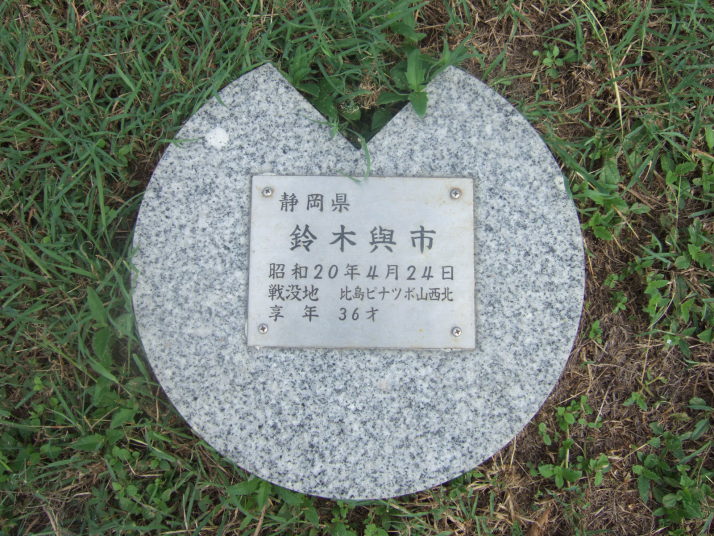 静岡県
鈴木與市
昭和20年4月24日
戦没地 比島ピナツボ山西北
享年 36才